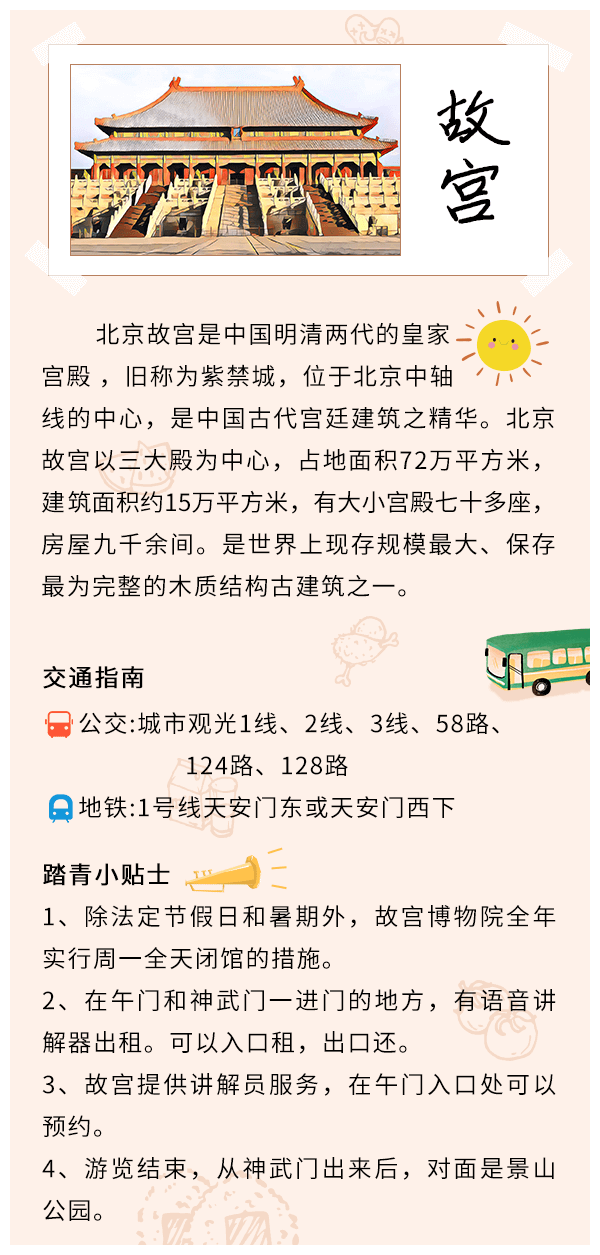 故
宫
北京故宫是中国明清两代的皇家
宫殿 ，旧称为紫禁城，位于北京中轴
线的中心，是中国古代宫廷建筑之精华。北京
故宫以三大殿为中心，占地面积72万平方米，
建筑面积约15万平方米，有大小宫殿七十多座，
房屋九千余间。是世界上现存规模最大、保存
最为完整的木质结构古建筑之一。
交通指南
公交:城市观光1线、2线、3线、58路、
124路、128路
地铁:1号线天安门东或天安门西下
踏青小贴士
1、除法定节假日和暑期外，故宫博物院全年
实行周一全天闭馆的措施。
2、在午门和神武门一进门的地方，有语音讲
解器出租。可以入口租，出口还。
3、故宫提供讲解员服务，在午门入口处可以
预约。
4、游览结束，从神武门出来后，对面是景山
公园。